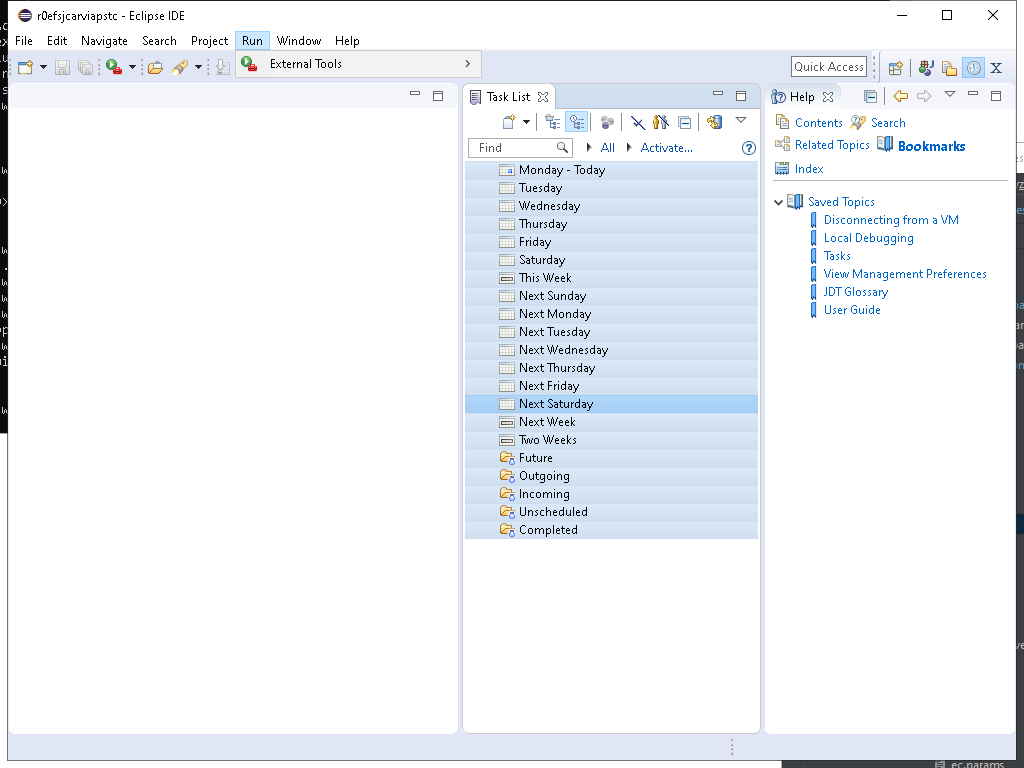 r0efsjcarviapstc - Eclipse IDE
File Edit Navigate Search Project Run Window Help
External Tools
Quick Access
Task List
Help
Contents Search
Related Topics Bookmarks
Index
Find All Activate...
Monday - Today
Tuesday
Wednesday
Thursday
Friday
Saturday
This Week
Next Sunday
Next Monday
Next Tuesday
Next Wednesday
Next Thursday
Next Friday
Next Saturday
Next Week
Two Weeks
Future
Outgoing
Incoming
Unscheduled
Completed
Saved Topics
Disconnecting from a VM
Local Debugging
Tasks
View Management Preferences
JDT Glossary
User Guide
ec.params